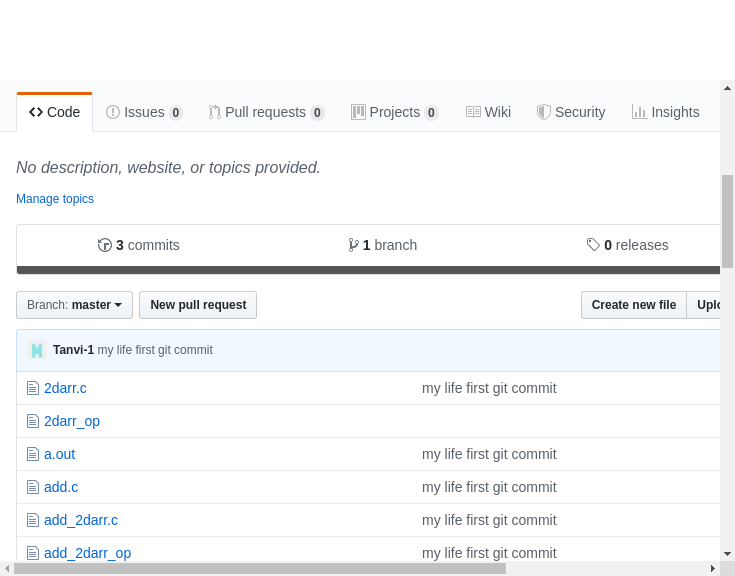 Code Issues 0 Pull requests 0 Projects 0 Wiki Security Insights
No description, website, or topics provided.
Manage topics
3 commits 1 branch 0 releases
Branch: master New pull request Create new file Uplo
Tanvi-1 my life first git commit
2darr.c my life first git commit
2darr_op
a.out my life first git commit
add.c my life first git commit
add_2darr.c my life first git commit
add_2darr_op my life first git commit